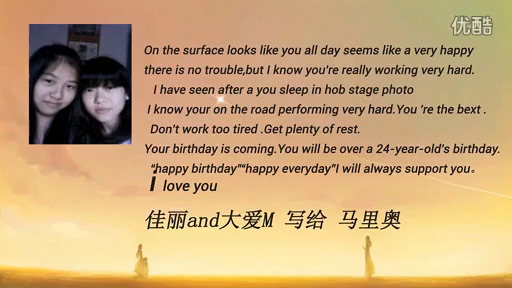 优酷
On the surface looks like you all day seems like a very happy
there is no trouble,but I know you're really working very hard.
I have seen after a you sleep in hob stage photo
I know your on the road performing very hard.You 're the bext .
Don't work too tired .Get plenty of rest.
Your birthday is coming.You will be over a 24-year-old's birthday.
"happy birthday""happy everyday"I will always support you。
I love you
佳丽and大爱M 写给 马里奥